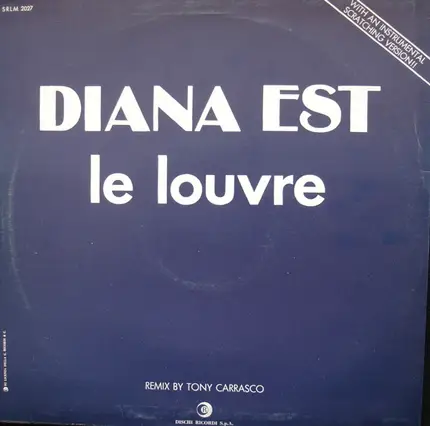 SRLM 2027
WITH AN INSTRUMENTAL
SCRATCHING VERSION!!
DIANA EST
le louvre
REMIX BY TONY CARRASCO
DISCHI RICORDI S.p.A.